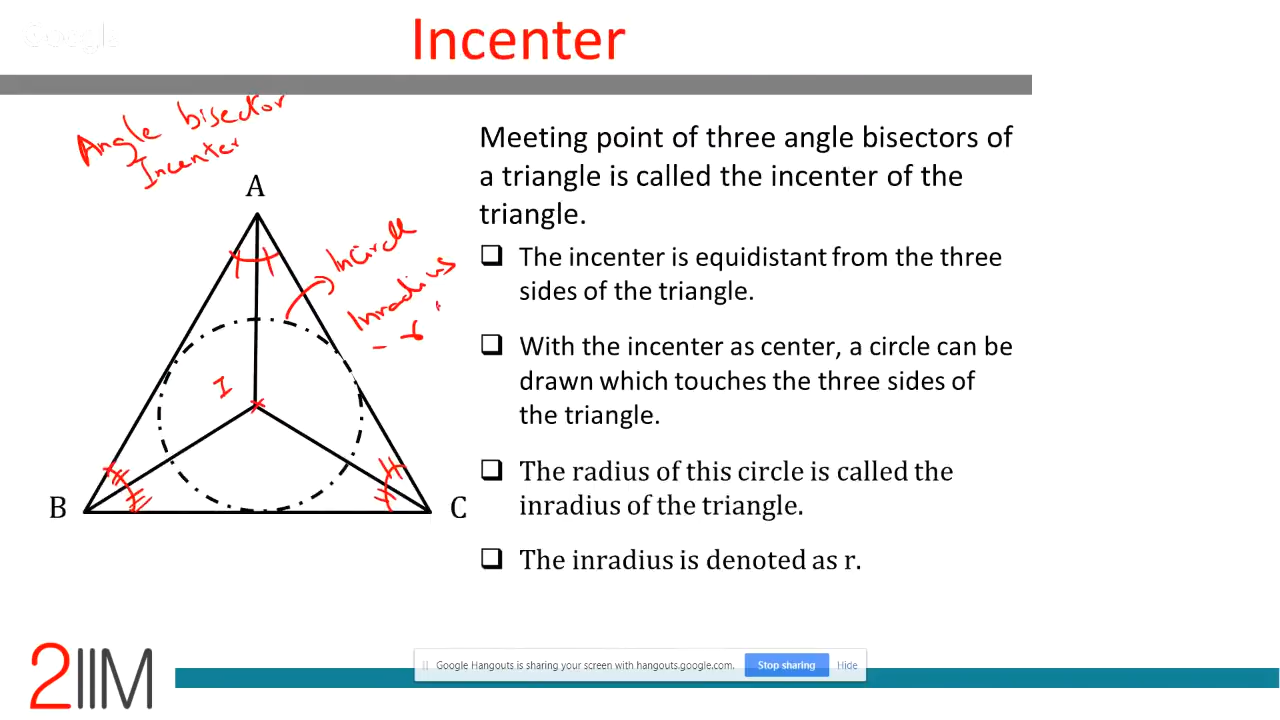 Google
Incenter
Angle bisector
Incenter
A
Incircle
Inradius
- r
I
B
C
Meeting point of three angle bisectors of
a triangle is called the incenter of the
triangle.
❑ The incenter is equidistant from the three
sides of the triangle.
❑ With the incenter as center, a circle can be
drawn which touches the three sides of
the triangle.
❑ The radius of this circle is called the
inradius of the triangle.
❑ The inradius is denoted as r.
2IIM
Google Hangouts is sharing your screen with hangouts.google.com. Stop sharing Hide